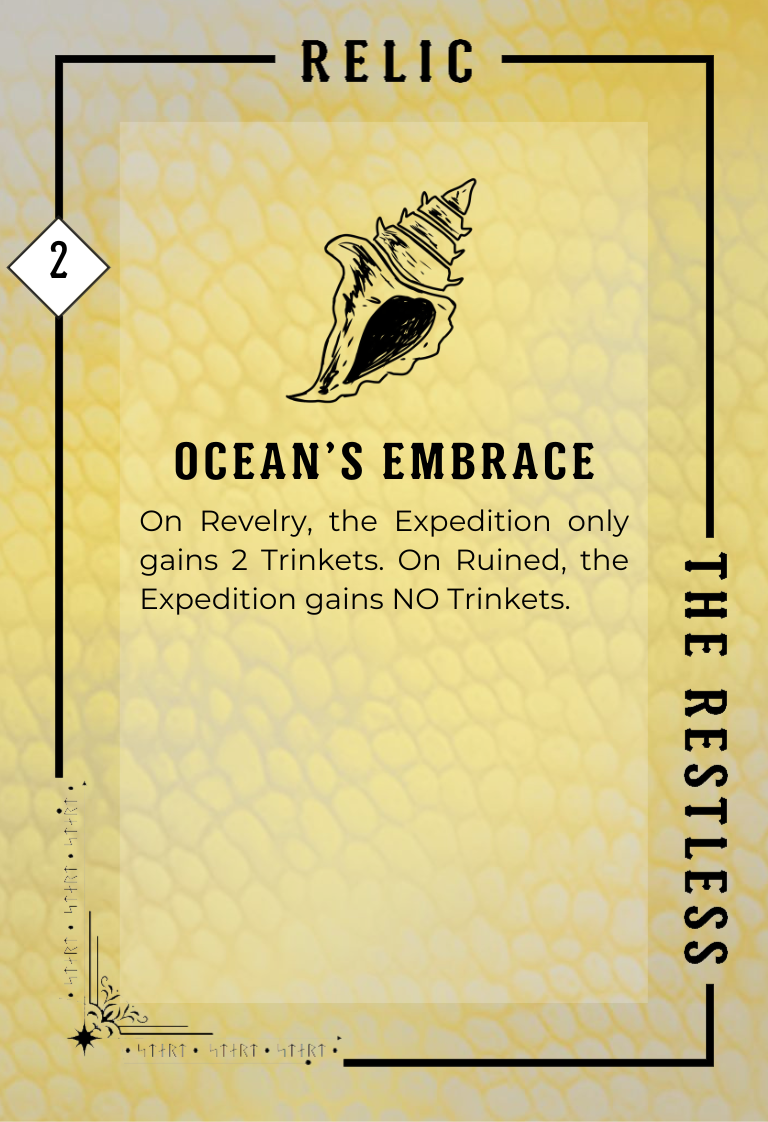 RELIC
2
OCEAN'S EMBRACE
On Revelry, the Expedition only
gains 2 Trinkets. On Ruined, the
Expedition gains NO Trinkets.
THE RESTLESS